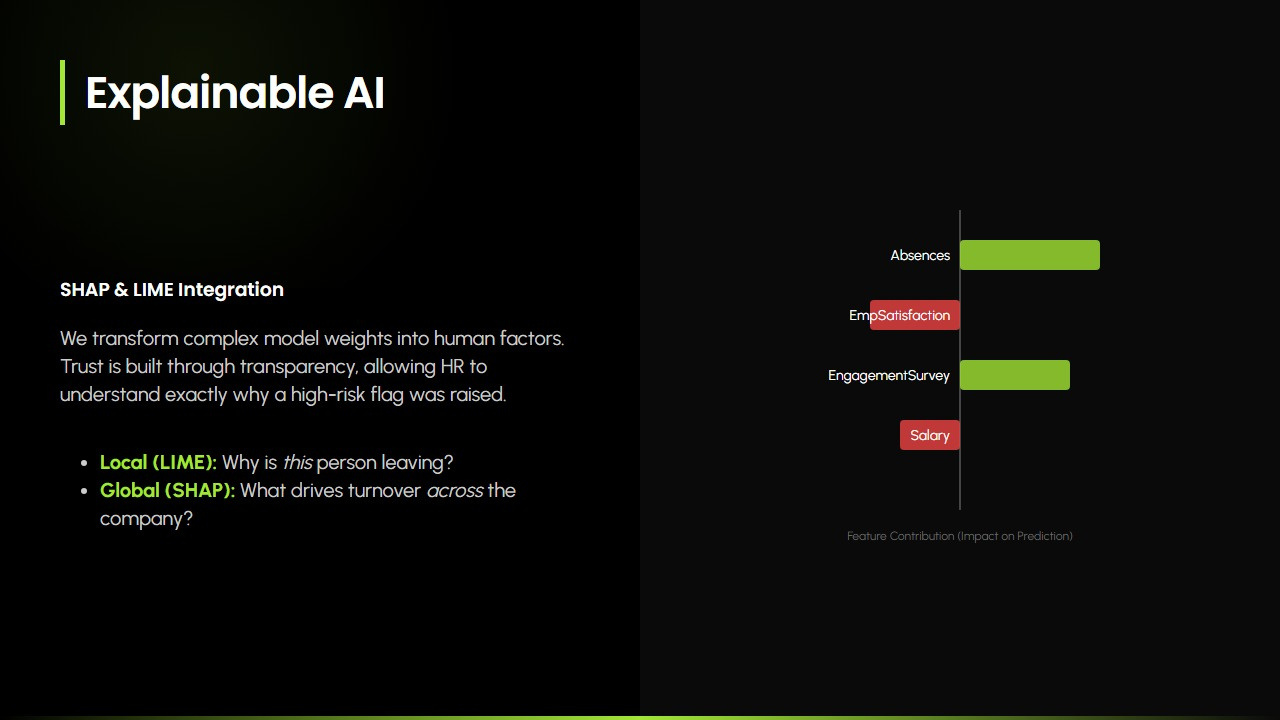 Explainable AI
SHAP & LIME Integration
We transform complex model weights into human factors.
Trust is built through transparency, allowing HR to
understand exactly why a high-risk flag was raised.
• Local (LIME): Why is this person leaving?
• Global (SHAP): What drives turnover across the
company?
Absences
EmpSatisfaction
EngagementSurvey
Salary
Feature Contribution (Impact on Prediction)